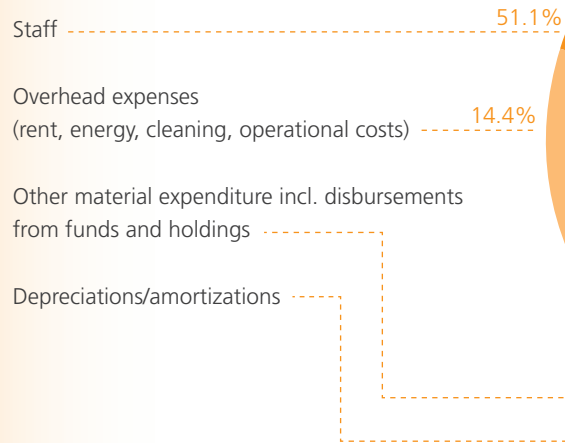 Staff 51.1%
Overhead expenses
(rent, energy, cleaning, operational costs) 14.4%
Other material expenditure incl. disbursements
from funds and holdings
Depreciations/amortizations